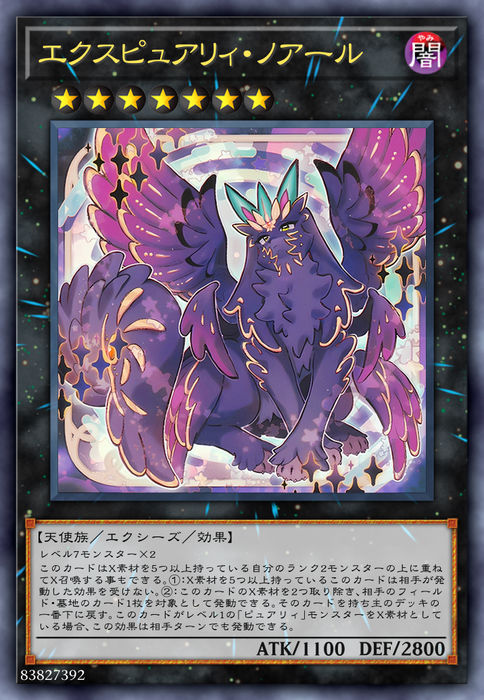 エクスピュアリィ・ノアール
やみ
闇
【天使族/エクシーズ/効果】
レベル7モンスター×2
このカードはX素材を5つ以上持っている自分のランク2モンスターの上に重ね
てX召喚する事もできる。①:X素材を5つ以上持っているこのカードは相手が発
動した効果を受けない。②:このカードのX素材を2つ取り除き、相手のフィール
ド・墓地のカード1枚を対象として発動できる。そのカードを持ち主のデッキの
一番下に戻す。このカードがレベル1の「ピュアリィ」モンスターをX素材として
いる場合、この効果は相手ターンでも発動できる。
ATK/1100 DEF/2800
83827392